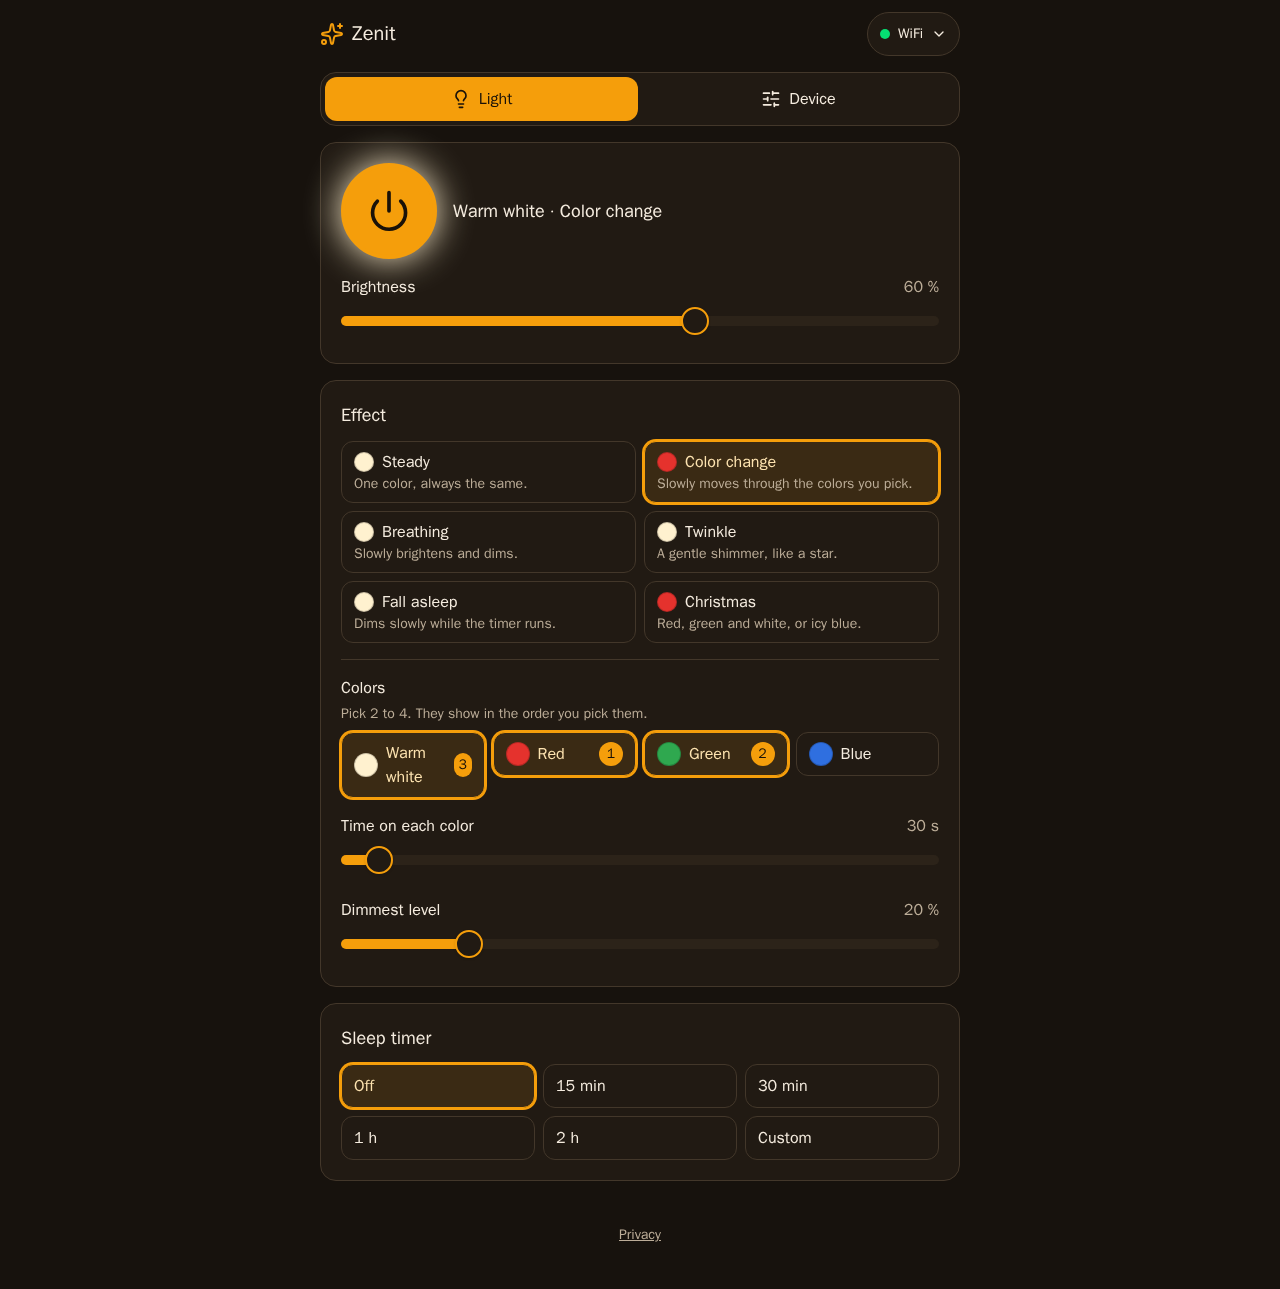 Zenit
WiFi
Light
Device
Warm white · Color change
Brightness
60 %
Effect
Steady
One color, always the same.
Color change
Slowly moves through the colors you pick.
Breathing
Slowly brightens and dims.
Twinkle
A gentle shimmer, like a star.
Fall asleep
Dims slowly while the timer runs.
Christmas
Red, green and white, or icy blue.
Colors
Pick 2 to 4. They show in the order you pick them.
Warm
white
3
Red
1
Green
2
Blue
Time on each color
30 s
Dimmest level
20 %
Sleep timer
Off
15 min
30 min
1 h
2 h
Custom
Privacy